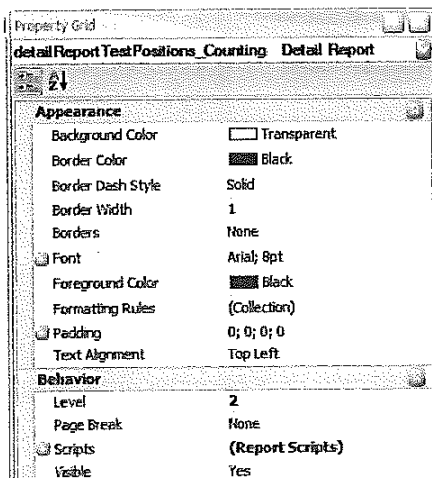 Property Grid
detailReportTestPositions_Counting Detail Report
Appearance
Background Color Transparent
Border Color Black
Border Dash Style Solid
Border Width 1
Borders None
Font Arial; 8pt
Foreground Color Black
Formatting Rules (Collection)
Padding 0; 0; 0; 0
Text Alignment Top Left
Behavior
Level 2
Page Break None
Scripts (Report Scripts)
Visible Yes